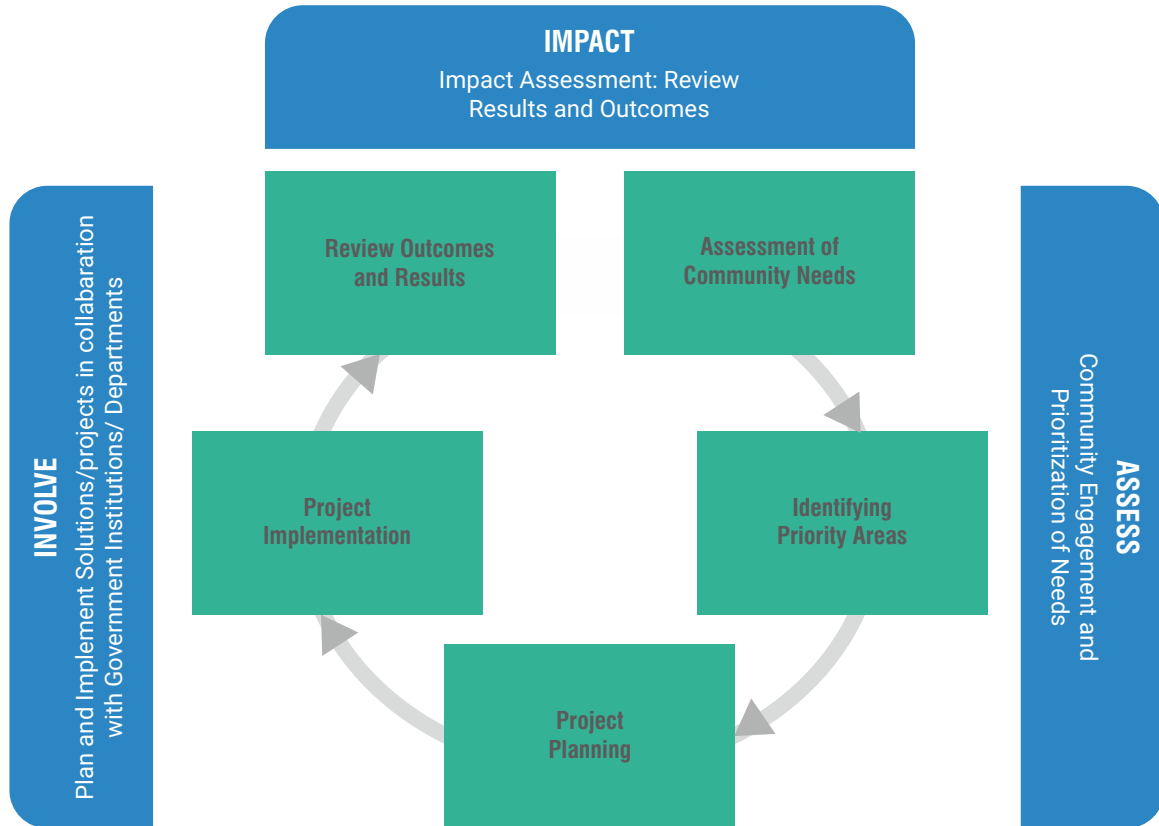 IMPACT
Impact Assessment: Review
Results and Outcomes
Review Outcomes
and Results
Assessment of
Community Needs
INVOLVE
Plan and Implement Solutions/projects in collabaration
with Government Institutions/ Departments
Project
Implementation
Identifying
Priority Areas
ASSESS
Community Engagement and
Prioritization of Needs
Project
Planning